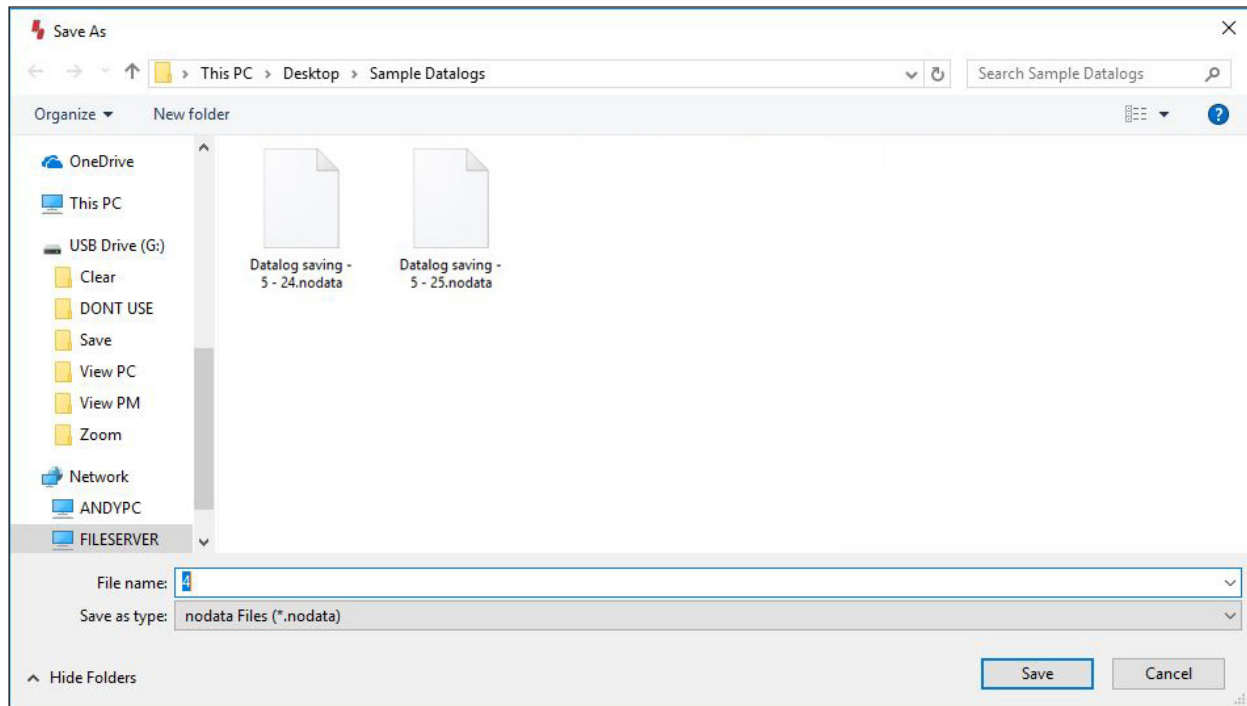 Save As
This PC > Desktop > Sample Datalogs
Search Sample Datalogs
Organize
New folder
OneDrive
This PC
USB Drive (G:)
Clear
DONT USE
Save
View PC
View PM
Zoom
Network
ANDYPC
FILESERVER
Datalog saving -
5 - 24.nodata
Datalog saving -
5 - 25.nodata
File name: 4
Save as type: nodata Files (*.nodata)
Hide Folders
Save
Cancel